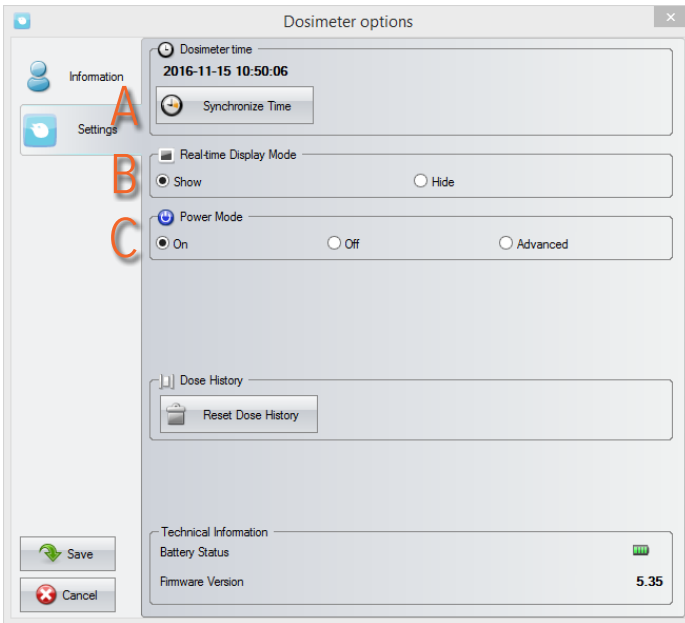 Dosimeter options
Information
Settings
A
Dosimeter time
2016-11-15 10:50:06
Synchronize Time
B
Real-time Display Mode
Show Hide
C
Power Mode
On Off Advanced
Dose History
Reset Dose History
Technical Information
Battery Status
Firmware Version 5.35
Save
Cancel